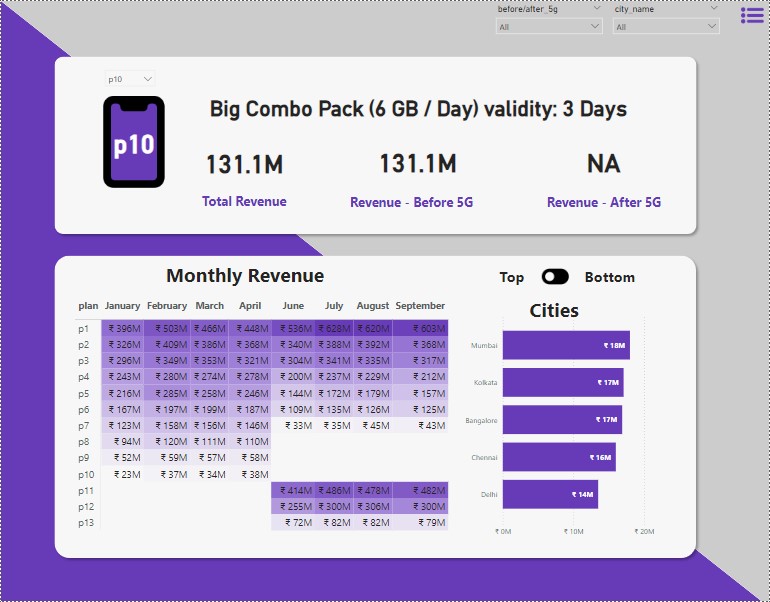 before/after_5g city_name
All All
p10
p10
Big Combo Pack (6 GB / Day) validity: 3 Days
131.1M 131.1M NA
Total Revenue Revenue - Before 5G Revenue - After 5G
Monthly Revenue
Top Bottom
plan January February March April June July August September
p1 ₹ 396M ₹ 503M ₹ 466M ₹ 448M ₹ 536M ₹ 628M ₹ 620M ₹ 603M
p2 ₹ 326M ₹ 409M ₹ 386M ₹ 368M ₹ 340M ₹ 388M ₹ 392M ₹ 368M
p3 ₹ 296M ₹ 349M ₹ 353M ₹ 321M ₹ 304M ₹ 341M ₹ 335M ₹ 317M
p4 ₹ 243M ₹ 280M ₹ 274M ₹ 278M ₹ 200M ₹ 237M ₹ 229M ₹ 212M
p5 ₹ 216M ₹ 285M ₹ 258M ₹ 246M ₹ 144M ₹ 172M ₹ 179M ₹ 157M
p6 ₹ 167M ₹ 197M ₹ 199M ₹ 187M ₹ 109M ₹ 135M ₹ 126M ₹ 125M
p7 ₹ 123M ₹ 158M ₹ 156M ₹ 146M ₹ 33M ₹ 35M ₹ 45M ₹ 43M
p8 ₹ 94M ₹ 120M ₹ 111M ₹ 110M
p9 ₹ 52M ₹ 59M ₹ 57M ₹ 58M
p10 ₹ 23M ₹ 37M ₹ 34M ₹ 38M
p11 ₹ 414M ₹ 486M ₹ 478M ₹ 482M
p12 ₹ 255M ₹ 300M ₹ 306M ₹ 300M
p13 ₹ 72M ₹ 82M ₹ 82M ₹ 79M
Cities
Mumbai ₹ 18M
Kolkata ₹ 17M
Bangalore ₹ 17M
Chennai ₹ 16M
Delhi ₹ 14M
₹ 0M ₹ 10M ₹ 20M